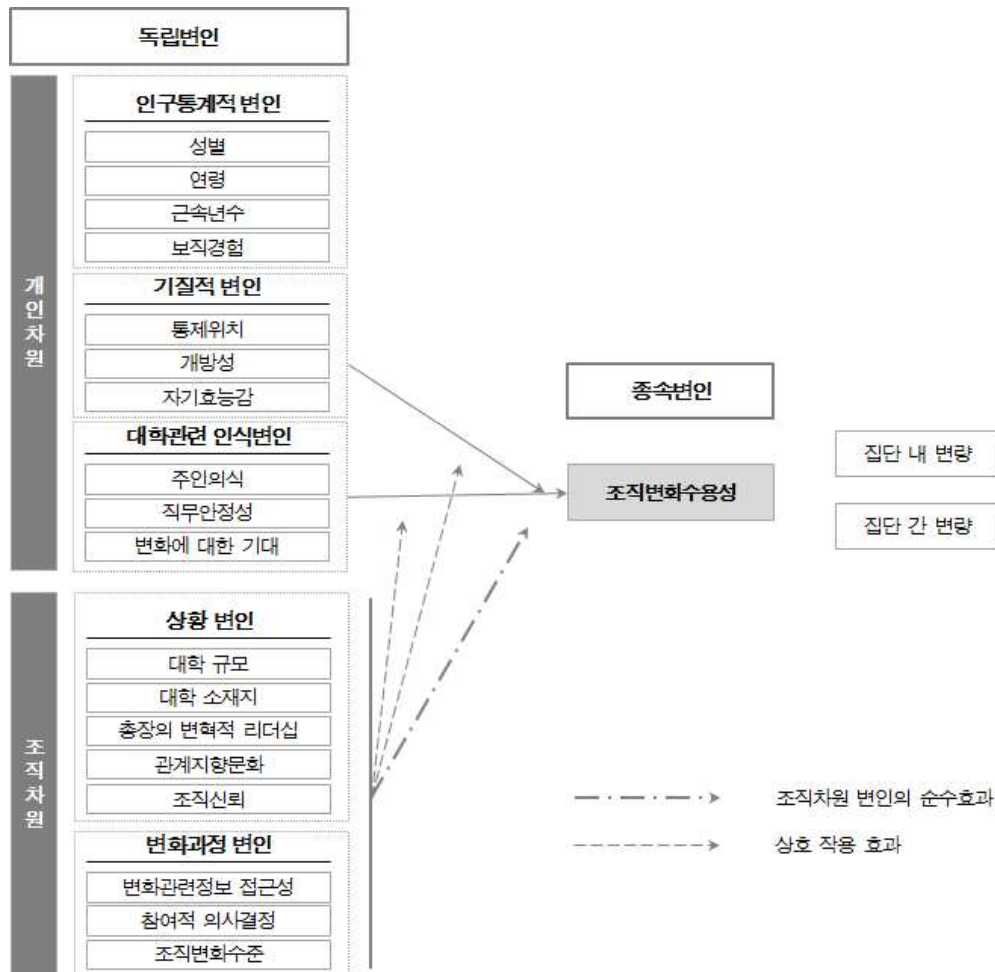 독립변인
개인차원
인구통계적 변인
성별
연령
근속년수
보직경험
기질적 변인
통제위치
개방성
자기효능감
대학관련 인식변인
주인의식
직무안정성
변화에 대한 기대
종속변인
조직변화수용성
집단 내 변량
집단 간 변량
조직차원
상황 변인
대학 규모
대학 소재지
총장의 변혁적 리더십
관계지향문화
조직신뢰
변화과정 변인
변화관련정보 접근성
참여적 의사결정
조직변화수준
조직차원 변인의 순수효과
상호 작용 효과